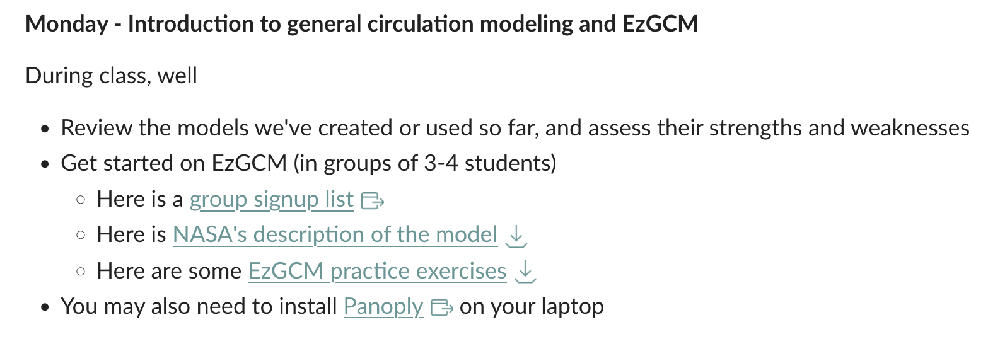 Monday - Introduction to general circulation modeling and EzGCM
During class, well
• Review the models we've created or used so far, and assess their strengths and weaknesses
• Get started on EzGCM (in groups of 3-4 students)
○ Here is a group signup list
○ Here is NASA's description of the model
○ Here are some EzGCM practice exercises
• You may also need to install Panoply on your laptop